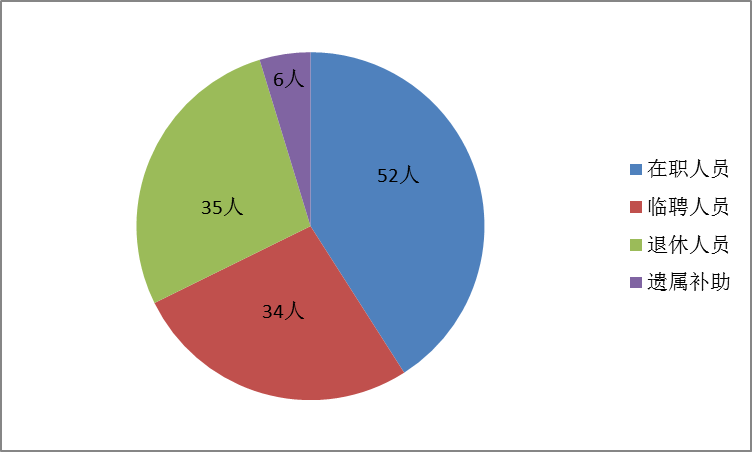 6人
52人
35人
34人
在职人员
临聘人员
退休人员
遗属补助